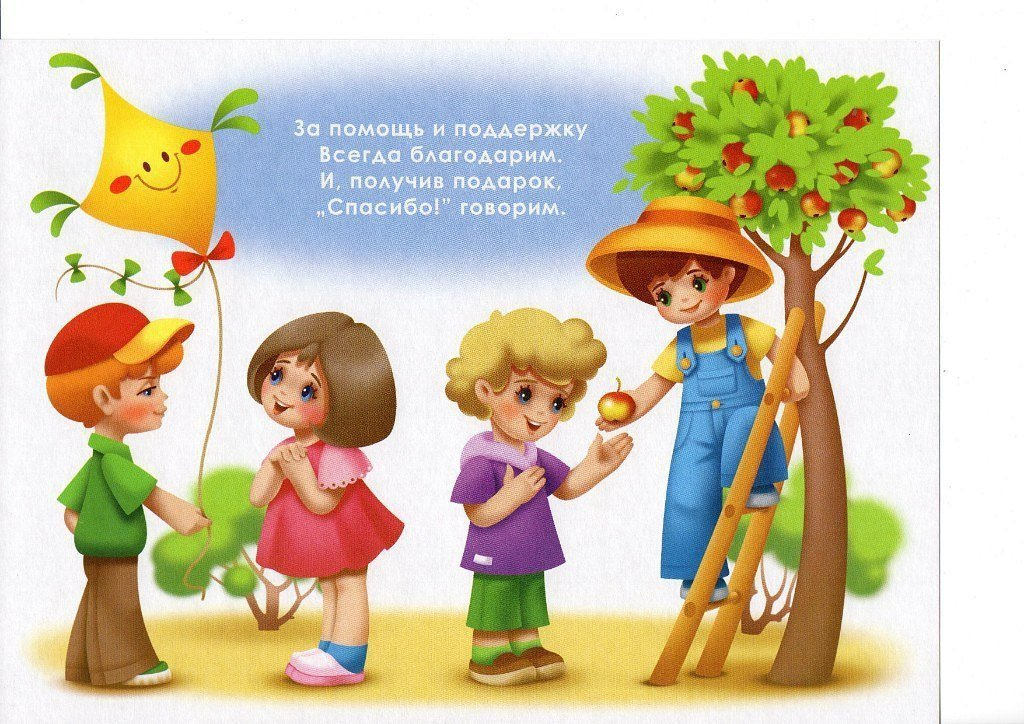 За помощь и поддержку
Всегда благодарим.
И, получив подарок,
„Спасибо!” говорим.